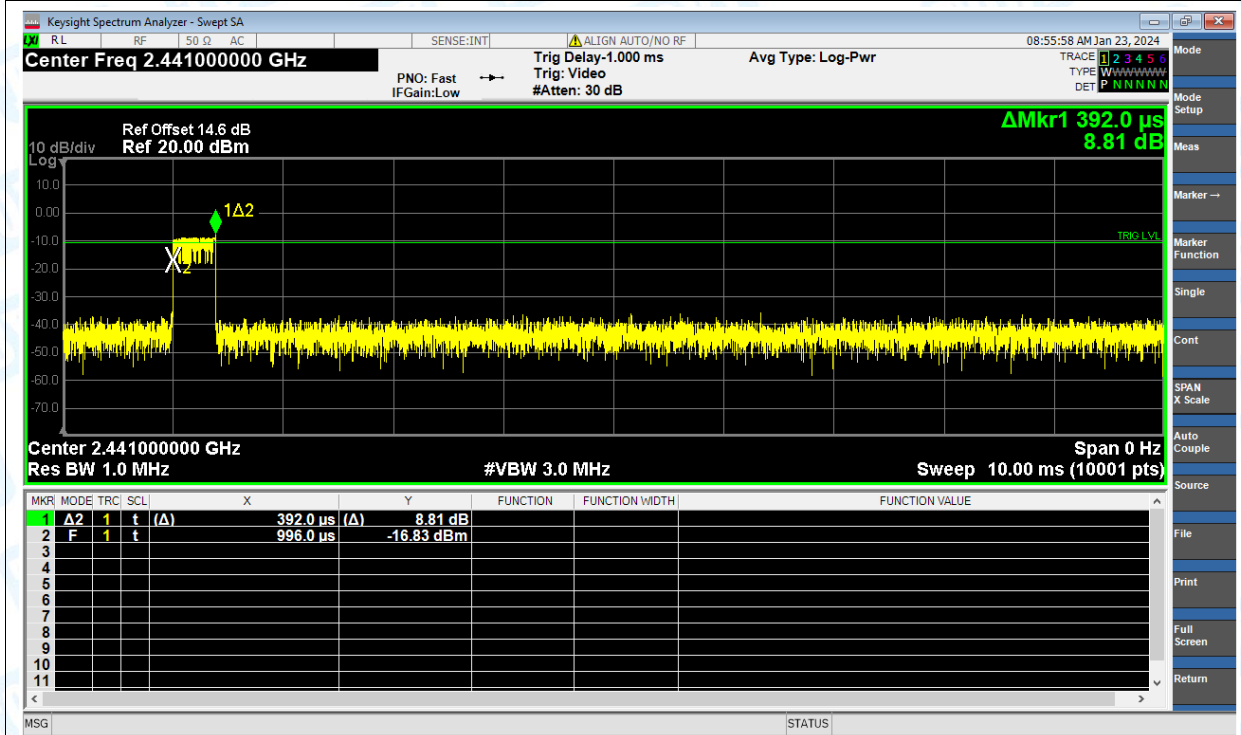 Keysight Spectrum Analyzer - Swept SA
LXI RL RF 50 Ω AC SENSE:INT ALIGN AUTO/NO RF 08:55:58 AM Jan 23, 2024
Center Freq 2.441000000 GHz
PNO: Fast
IFGain:Low
Trig Delay-1.000 ms
Trig: Video
#Atten: 30 dB
Avg Type: Log-Pwr
TRACE 1 2 3 4 5 6
TYPE WWWWWW
DET P N N N N N
ΔMkr1 392.0 µs
8.81 dB
Ref Offset 14.6 dB
10 dB/div Ref 20.00 dBm
Log
10.0
0.00
-10.0
-20.0
-30.0
-40.0
-50.0
-60.0
-70.0
1Δ2
X2
TRIG LVL
Center 2.441000000 GHz Span 0 Hz
Res BW 1.0 MHz #VBW 3.0 MHz Sweep 10.00 ms (10001 pts)
MKR MODE TRC SCL X Y FUNCTION FUNCTION WIDTH FUNCTION VALUE
1 Δ2 1 t (Δ) 392.0 µs (Δ) 8.81 dB
2 F 1 t 996.0 µs -16.83 dBm
3
4
5
6
7
8
9
10
11
MSG STATUS
Mode
Mode
Setup
Meas
Marker →
Marker
Function
Single
Cont
SPAN
X Scale
Auto
Couple
Source
File
Print
Full
Screen
Return